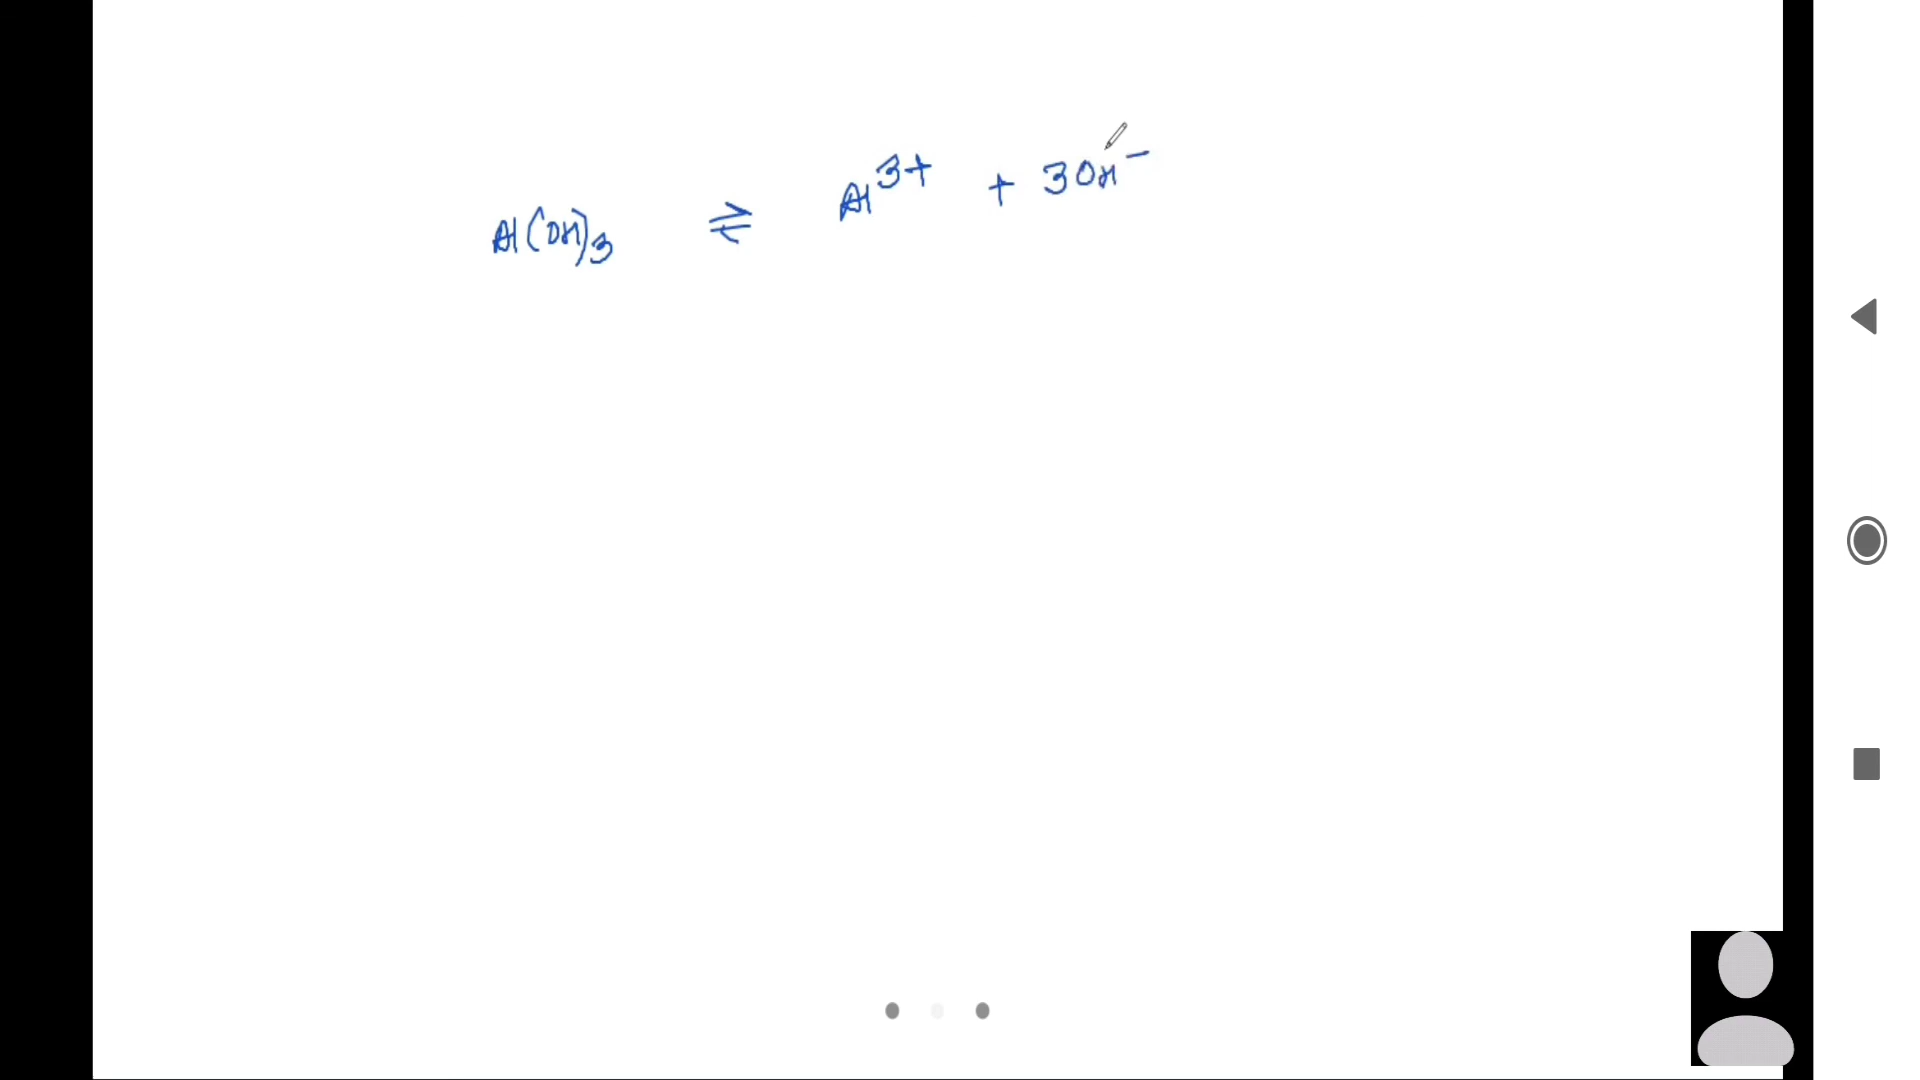 Al(OH)₃ ⇌ Al³⁺ + 3OH⁻